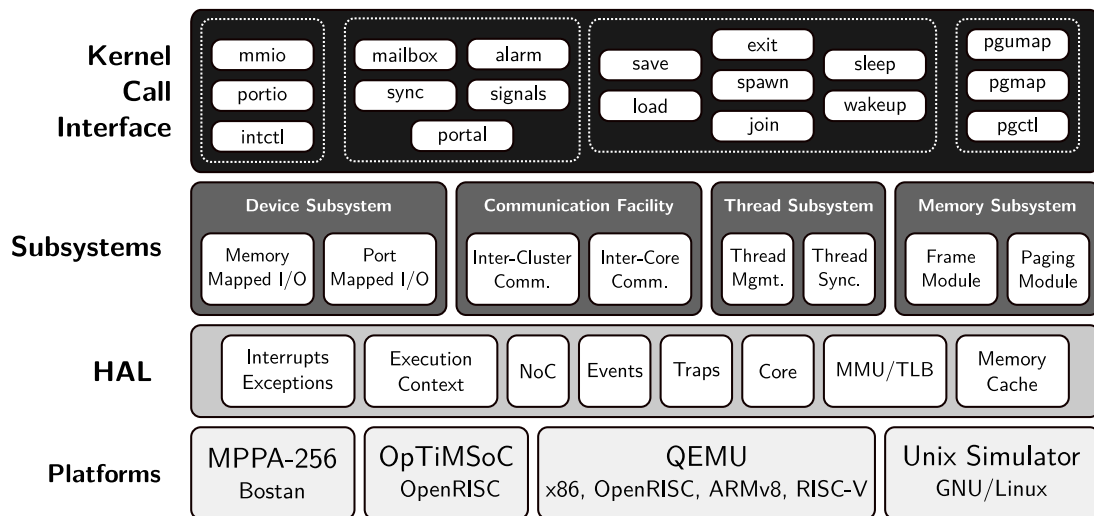 Kernel
Call
Interface
mmio
portio
intctl
mailbox
alarm
sync
signals
portal
save
load
exit
spawn
join
sleep
wakeup
pgumap
pgmap
pgctl
Subsystems
Device Subsystem
Memory
Mapped I/O
Port
Mapped I/O
Communication Facility
Inter-Cluster
Comm.
Inter-Core
Comm.
Thread Subsystem
Thread
Mgmt.
Thread
Sync.
Memory Subsystem
Frame
Module
Paging
Module
HAL
Interrupts
Exceptions
Execution
Context
NoC
Events
Traps
Core
MMU/TLB
Memory
Cache
Platforms
MPPA-256
Bostan
OpTiMSoC
OpenRISC
QEMU
x86, OpenRISC, ARMv8, RISC-V
Unix Simulator
GNU/Linux